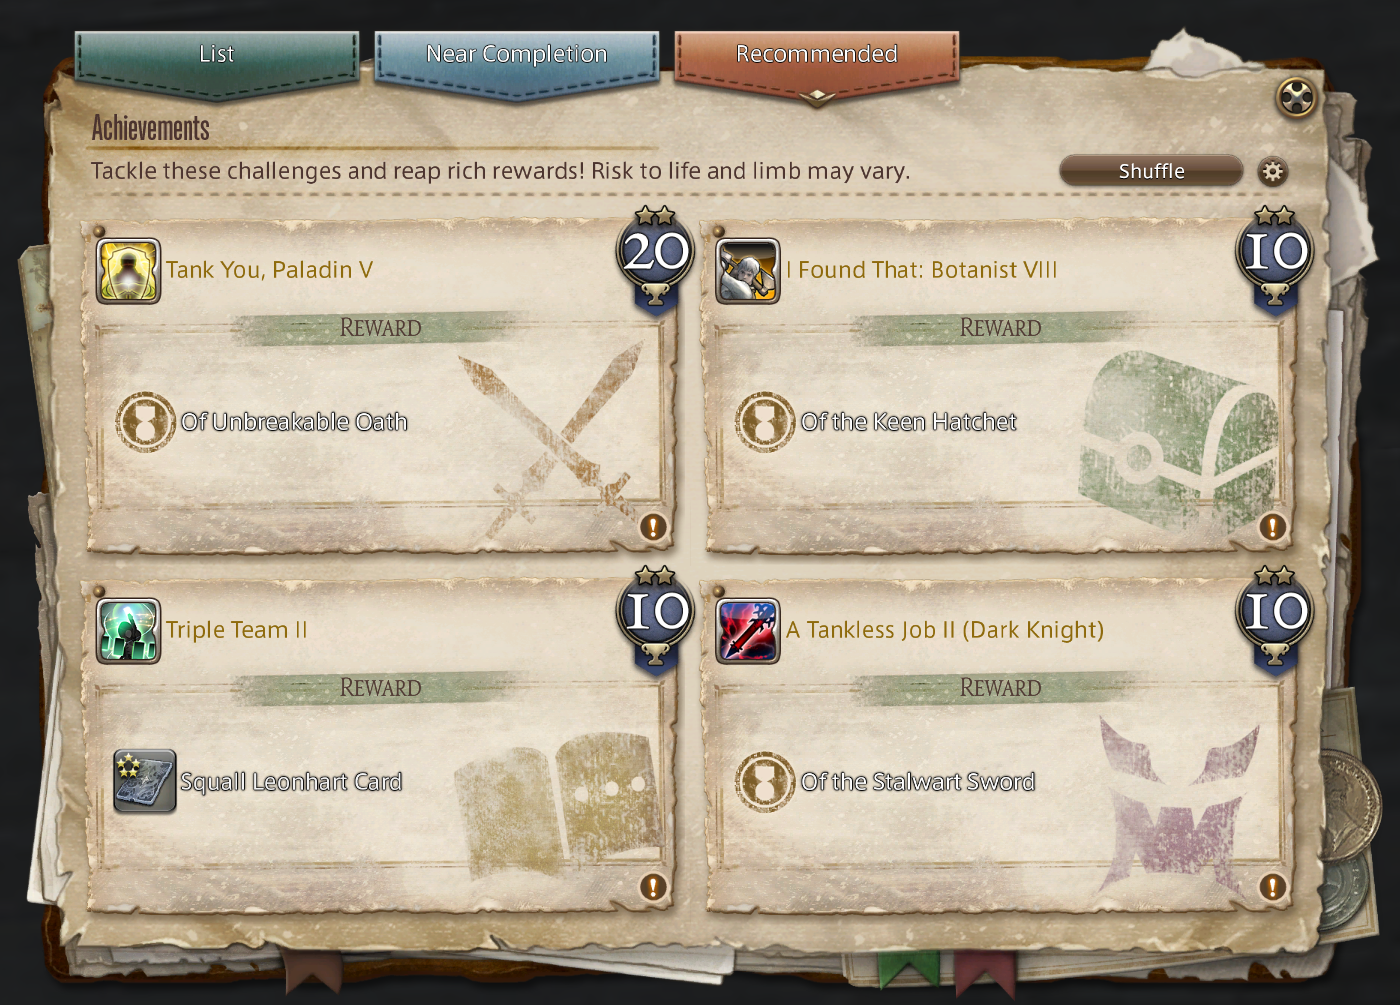 List
Near Completion
Recommended
Achievements
Tackle these challenges and reap rich rewards! Risk to life and limb may vary.
Shuffle
Tank You, Paladin V
20
REWARD
Of Unbreakable Oath
I Found That: Botanist VIII
10
REWARD
Of the Keen Hatchet
Triple Team II
10
REWARD
Squall Leonhart Card
A Tankless Job II (Dark Knight)
10
REWARD
Of the Stalwart Sword